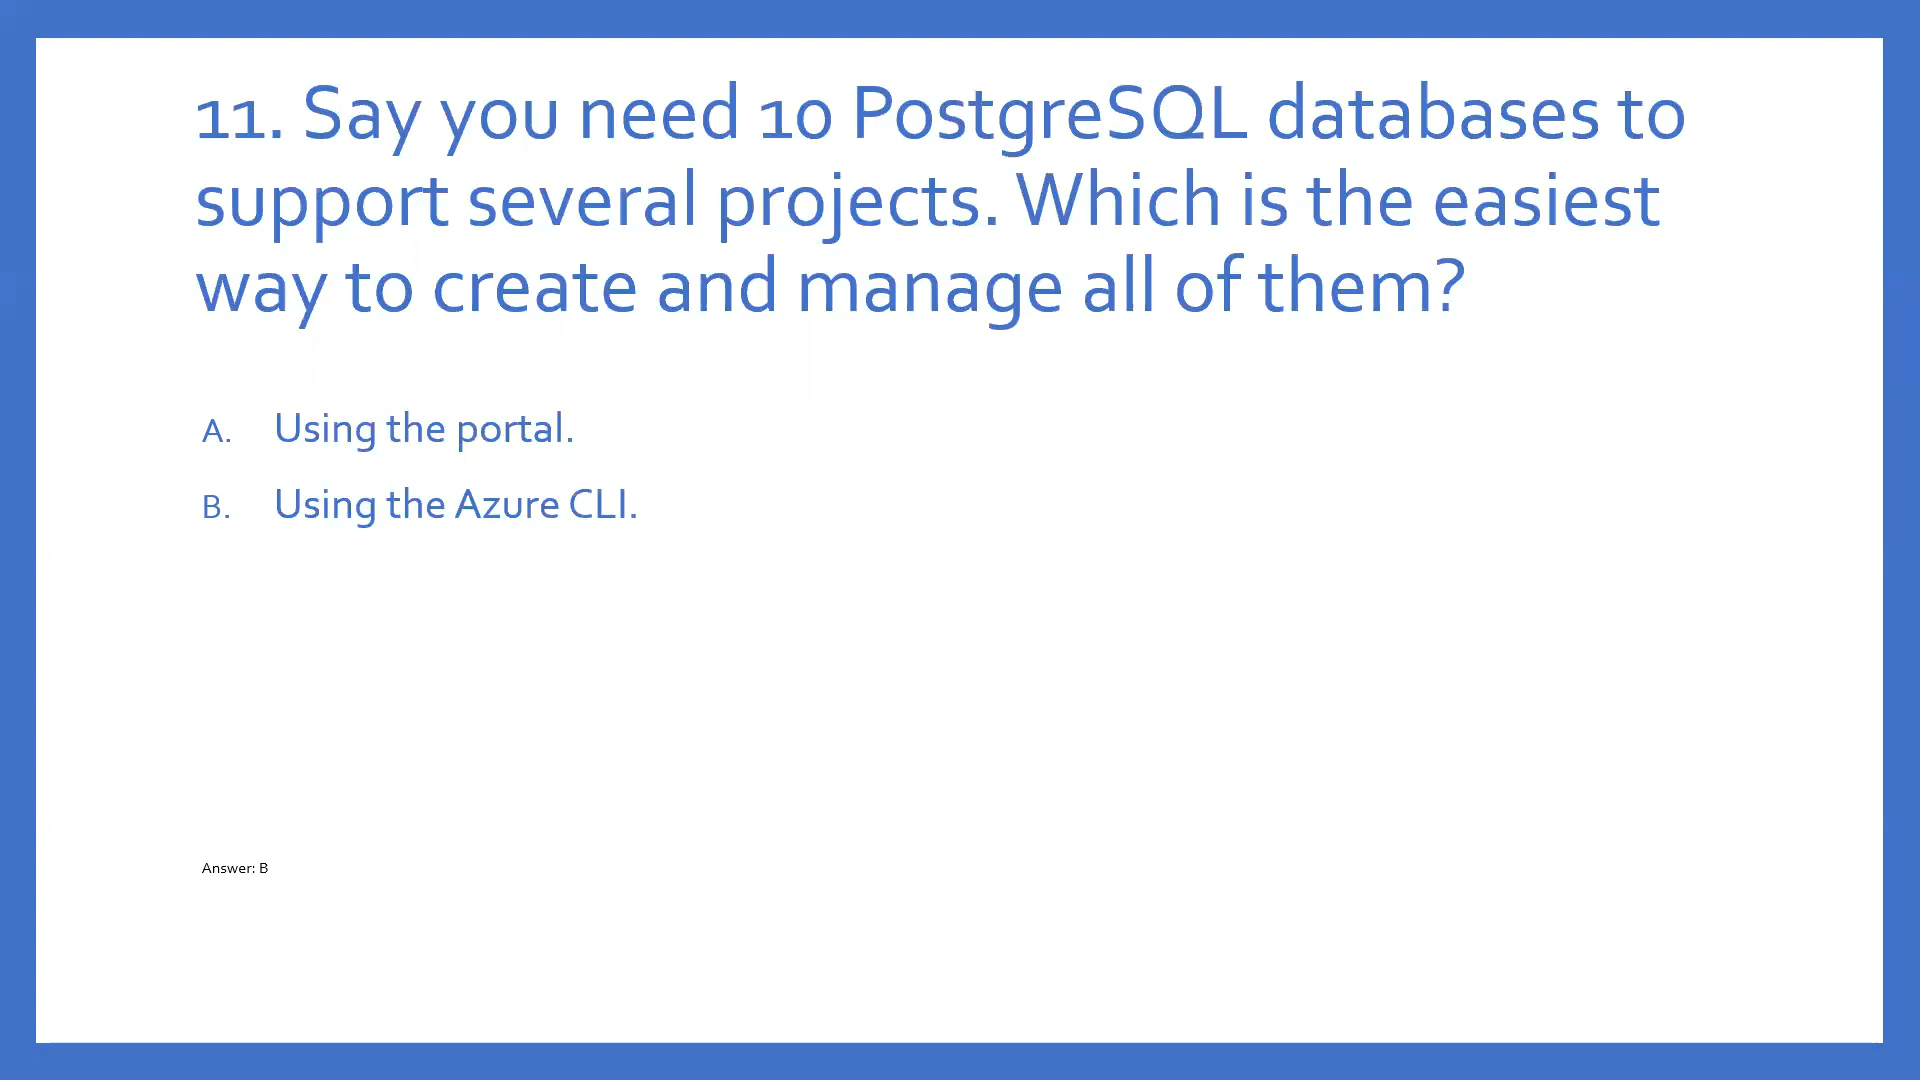 11. Say you need 10 PostgreSQL databases to
support several projects. Which is the easiest
way to create and manage all of them?
A. Using the portal.
B. Using the Azure CLI.
Answer: B